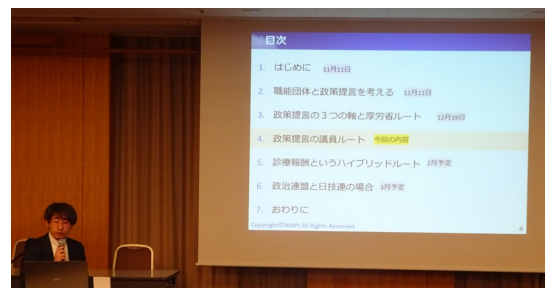 目次
1. はじめに 11月11日
2. 職能団体と政策提言を考える 11月11日
3. 政策提言の3つの軸と厚労省ルート 12月19日
4. 政策提言の議員ルート 今回の内容
5. 診療報酬というハイブリッドルート 2月予定
6. 政治連盟と日技連の場合 3月予定
7. おわりに
Copyright©HMPI All Rights Reserved
4